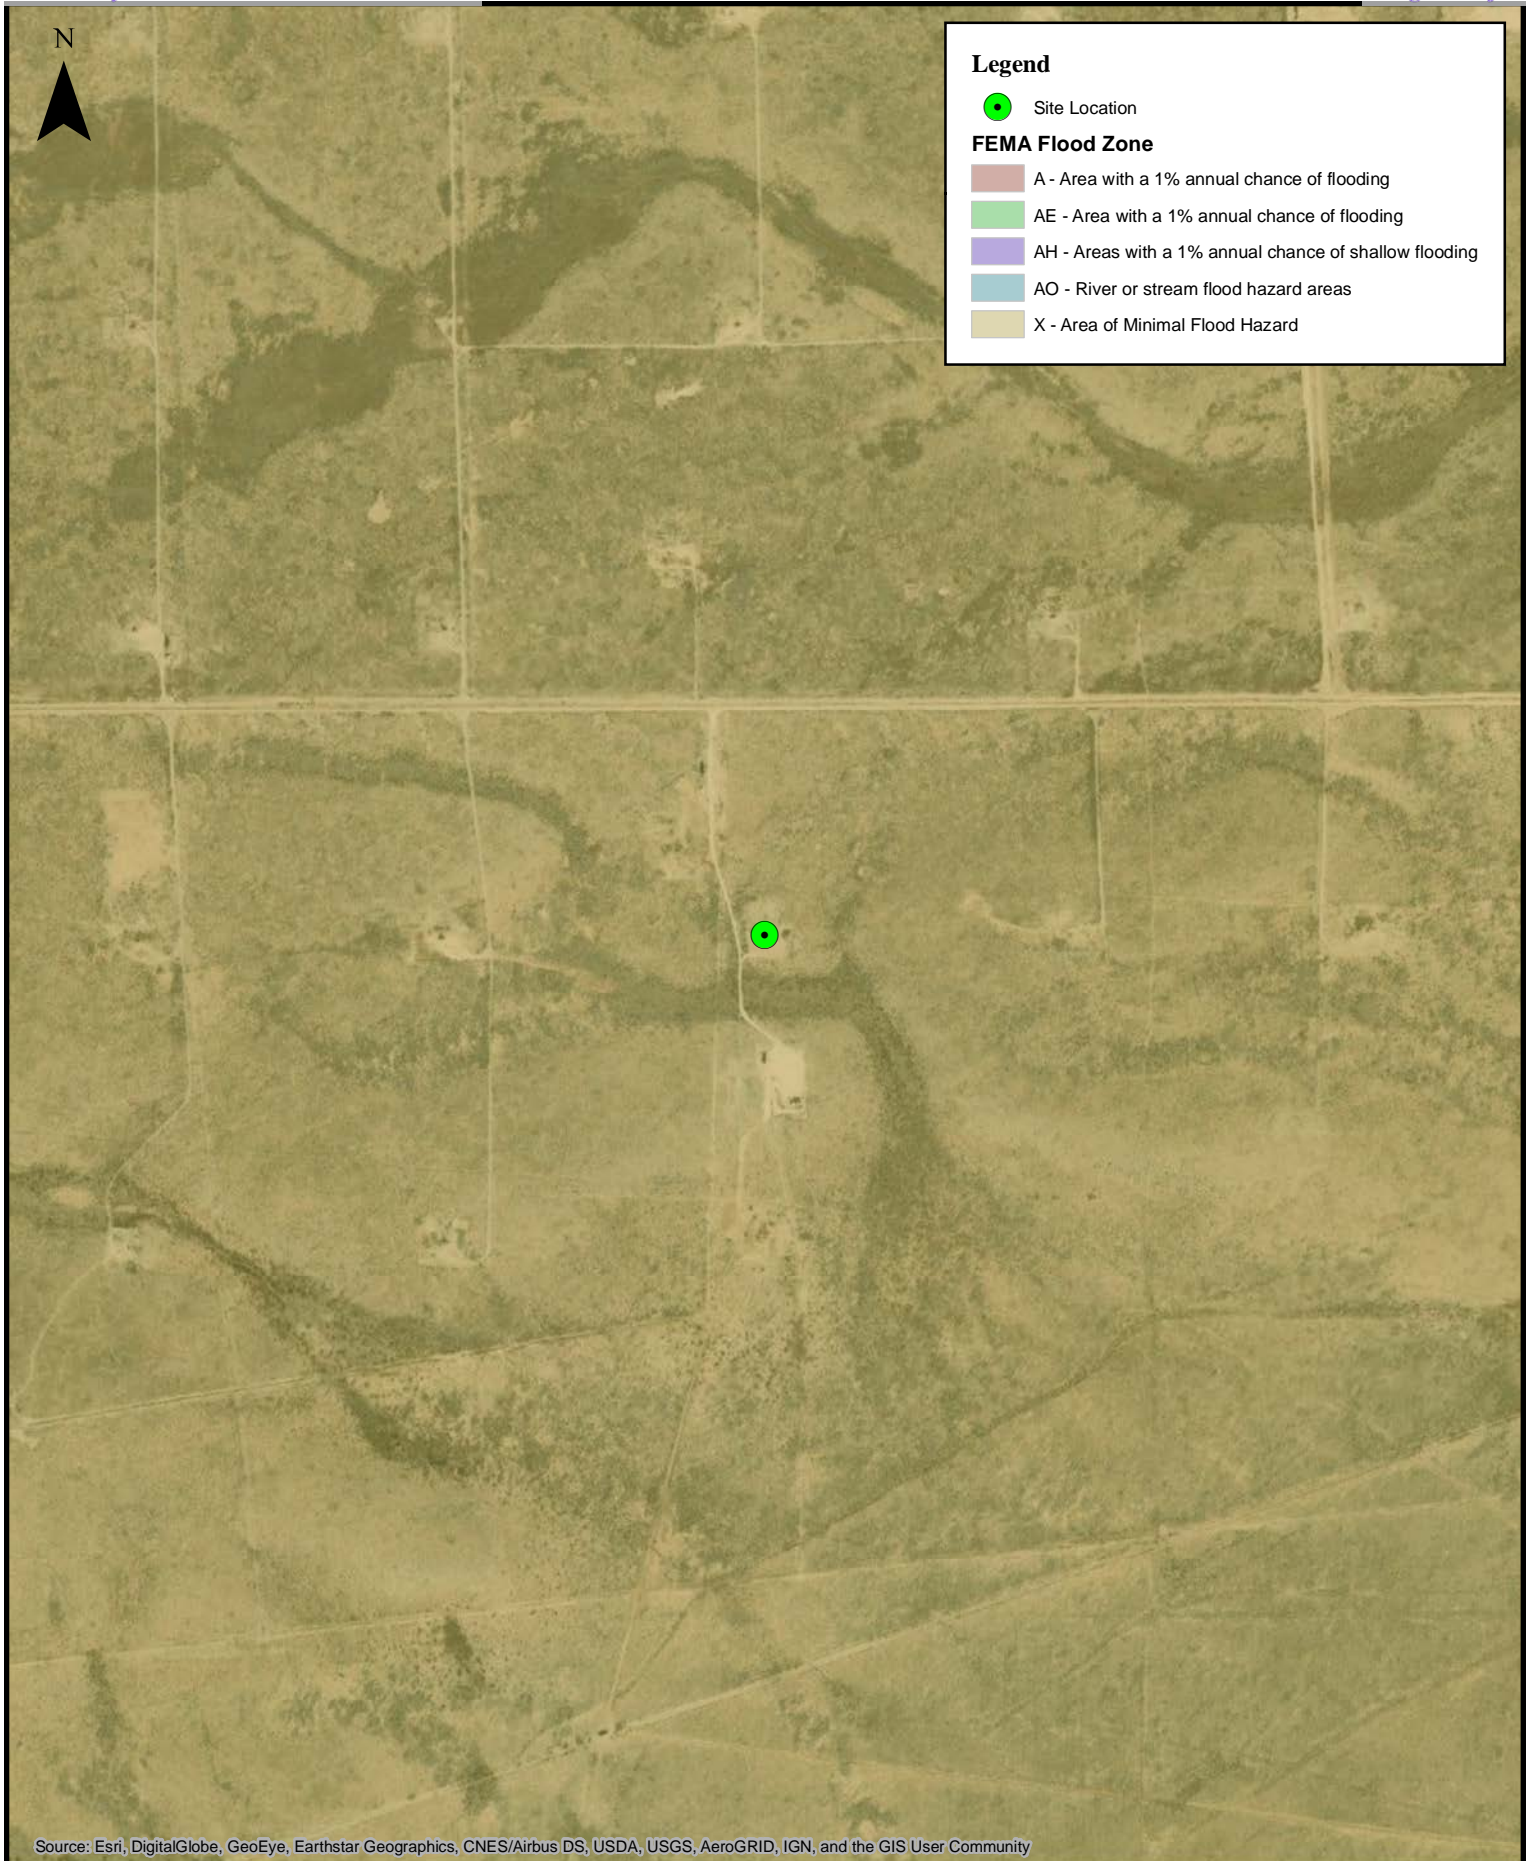 N
Legend
Site Location
FEMA Flood Zone
A - Area with a 1% annual chance of flooding
AE - Area with a 1% annual chance of flooding
AH - Areas with a 1% annual chance of shallow flooding
AO - River or stream flood hazard areas
X - Area of Minimal Flood Hazard
Source: Esri, DigitalGlobe, GeoEye, Earthstar Geographics, CNES/Airbus DS, USDA, USGS, AeroGRID, IGN, and the GIS User Community